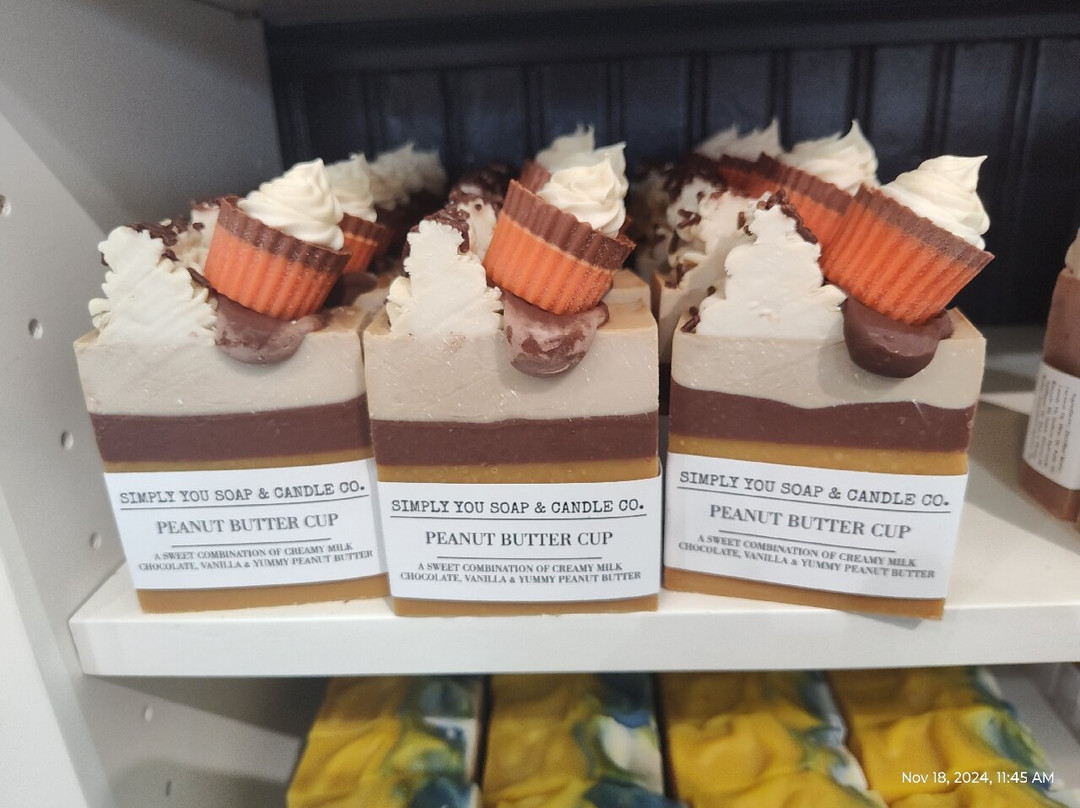 SIMPLY YOU SOAP & CANDLE CO.
PEANUT BUTTER CUP
A SWEET COMBINATION OF CREAMY MILK
CHOCOLATE, VANILLA & YUMMY PEANUT BUTTER
SIMPLY YOU SOAP & CANDLE CO.
PEANUT BUTTER CUP
A SWEET COMBINATION OF CREAMY MILK
CHOCOLATE, VANILLA & YUMMY PEANUT BUTTER
SIMPLY YOU SOAP & CANDLE CO.
PEANUT BUTTER CUP
A SWEET COMBINATION OF CREAMY MILK
CHOCOLATE, VANILLA & YUMMY PEANUT BUTTER
Nov 18, 2024, 11:45 AM